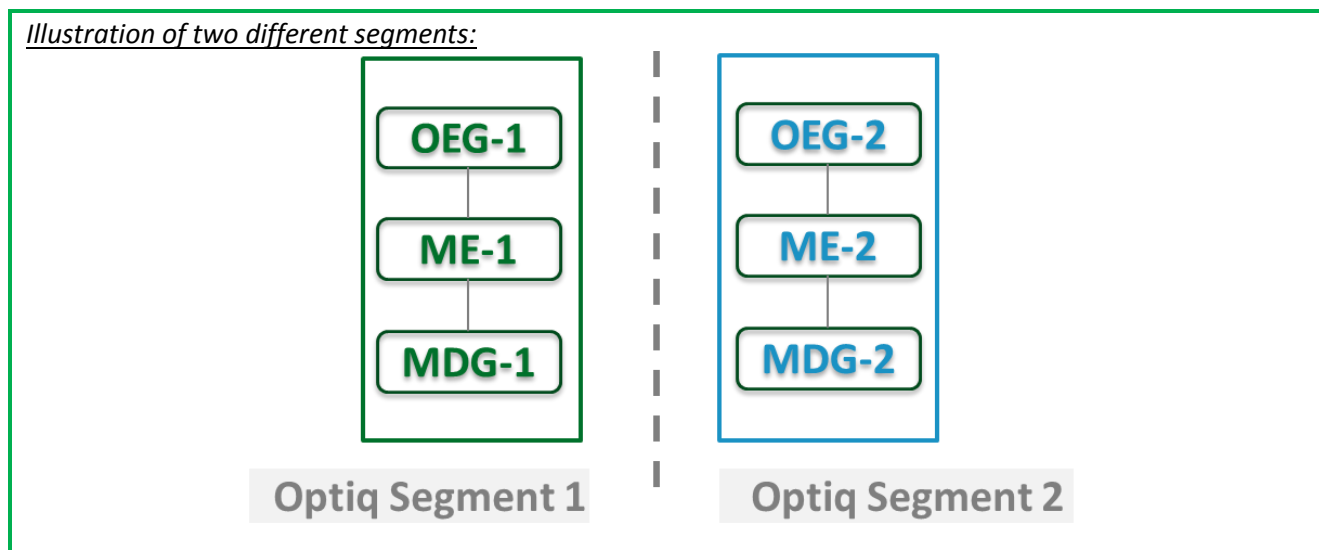 Illustration of two different segments:
OEG-1
ME-1
MDG-1
Optiq Segment 1
OEG-2
ME-2
MDG-2
Optiq Segment 2